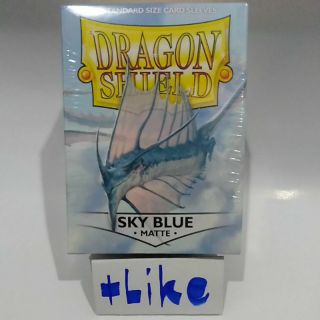 STANDARD SIZE CARD SLEEVES
DRAGON
SHIELD
SKY BLUE
MATTE
#Like